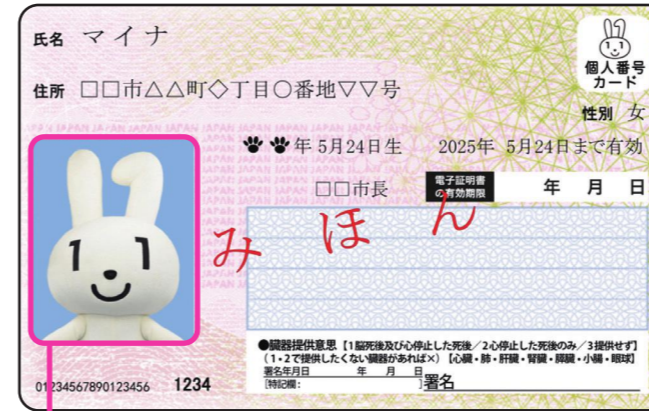 氏名 マイナ
個人番号
カード
住所 □□市△△町◇丁目○番地▽▽号
性別 女
年 5月24日生 2025年 5月24日まで有効
□□市長 電子証明書の有効期限 年 月 日
みほん
●臓器提供意思【1脳死後及び心停止した死後/2心停止した死後のみ/3提供せず】
(1・2で提供したくない臓器があれば×)【心臓・肺・肝臓・腎臓・膵臓・小腸・眼球】
署名年月日 年 月 日
[特記欄: ]署名
01234567890123456 1234